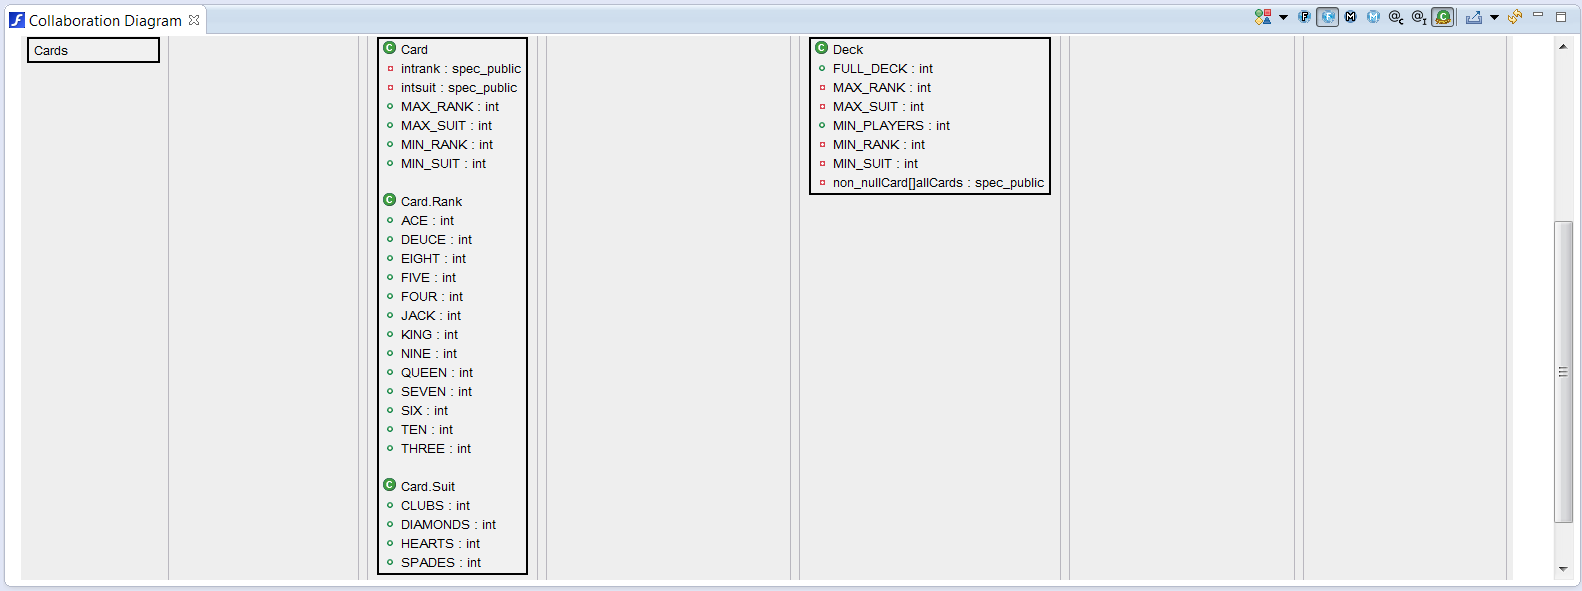 Collaboration Diagram
Cards
Card
intrank : spec_public
intsuit : spec_public
MAX_RANK : int
MAX_SUIT : int
MIN_RANK : int
MIN_SUIT : int
Card.Rank
ACE : int
DEUCE : int
EIGHT : int
FIVE : int
FOUR : int
JACK : int
KING : int
NINE : int
QUEEN : int
SEVEN : int
SIX : int
TEN : int
THREE : int
Card.Suit
CLUBS : int
DIAMONDS : int
HEARTS : int
SPADES : int
Deck
FULL_DECK : int
MAX_RANK : int
MAX_SUIT : int
MIN_PLAYERS : int
MIN_RANK : int
MIN_SUIT : int
non_nullCard[]allCards : spec_public